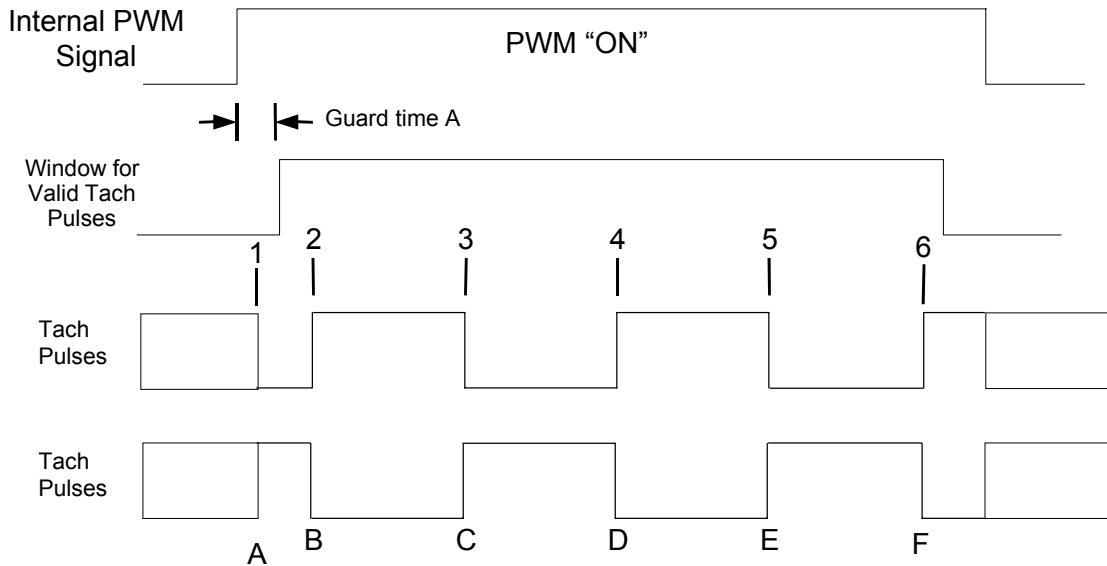 Internal PWM
Signal
PWM “ON”
Guard time A
Window for
Valid Tach
Pulses
1
2
3
4
5
6
Tach
Pulses
Tach
Pulses
A
B
C
D
E
F